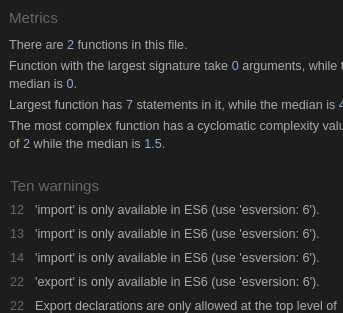 Metrics
There are 2 functions in this file.
Function with the largest signature take 0 arguments, while
median is 0.
Largest function has 7 statements in it, while the median is
The most complex function has a cyclomatic complexity
of 2 while the median is 1.5.
Ten warnings
12 'import' is only available in ES6 (use 'esversion: 6').
13 'import' is only available in ES6 (use 'esversion: 6').
14 'import' is only available in ES6 (use 'esversion: 6').
22 'export' is only available in ES6 (use 'esversion: 6').
22 Export declarations are only allowed at the top level of